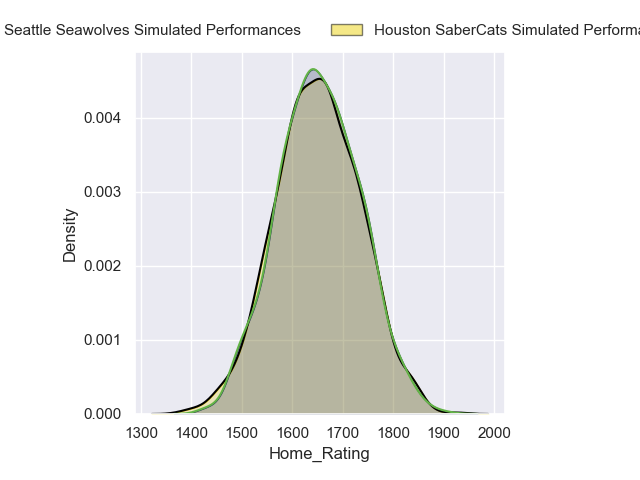 Seattle Seawolves Simulated Performances
Houston SaberCats Simulated
Density
0.004
0.003
0.002
0.001
0.000
1300 1400 1500 1600 1700 1800 1900 2000
Home_Rating